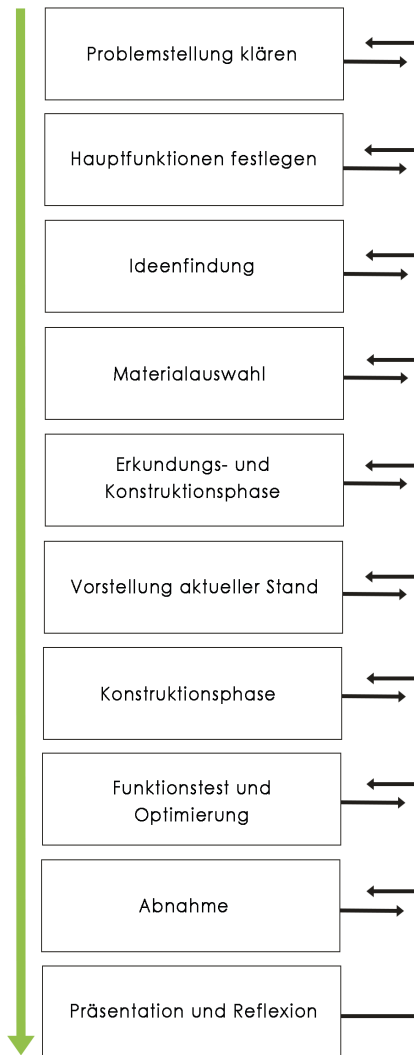 Problemstellung klären
Hauptfunktionen festlegen
Ideenfindung
Materialauswahl
Erkundungs- und
Konstruktionsphase
Vorstellung aktueller Stand
Konstruktionsphase
Funktionstest und
Optimierung
Abnahme
Präsentation und Reflexion